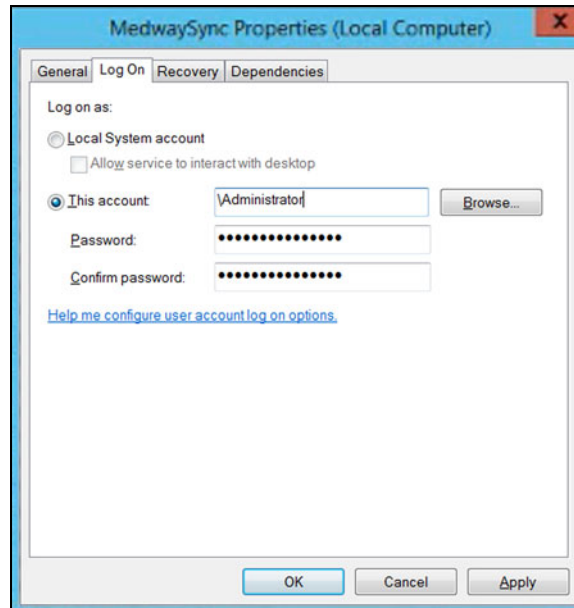 MedwaySync Properties (Local Computer)
x
General Log On Recovery Dependencies
Log on as:
Local System account
Allow service to interact with desktop
This account: \Administrator Browse...
Password: •••••••••••••••
Confirm password: •••••••••••••••
Help me configure user account log on options.
OK Cancel Apply